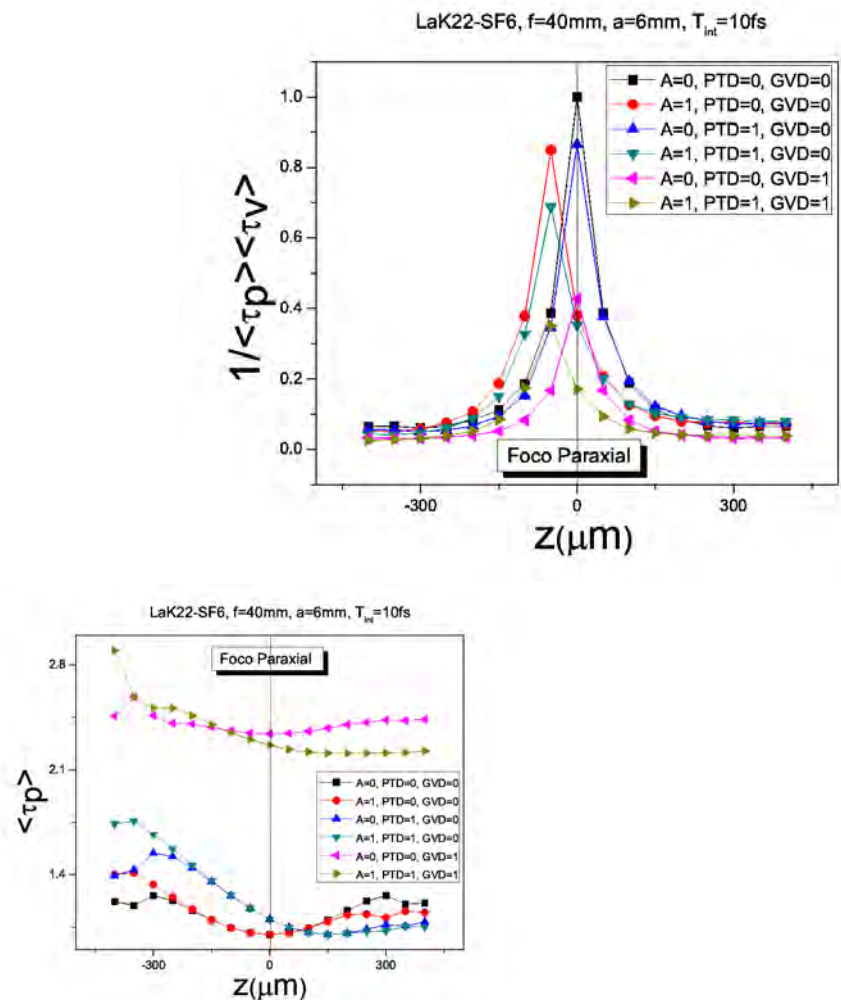 LaK22-SF6, f=40mm, a=6mm, T_int=10fs
A=0, PTD=0, GVD=0
A=1, PTD=0, GVD=0
A=0, PTD=1, GVD=0
A=1, PTD=1, GVD=0
A=0, PTD=0, GVD=1
A=1, PTD=1, GVD=1
1.0
0.8
0.6
0.4
0.2
0.0
1/<τp><τv>
Foco Paraxial
-300
0
300
z(μm)
LaK22-SF6, f=40mm, a=6mm, T_int=10fs
Foco Paraxial
2.8
2.1
1.4
<τp>
A=0, PTD=0, GVD=0
A=1, PTD=0, GVD=0
A=0, PTD=1, GVD=0
A=1, PTD=1, GVD=0
A=0, PTD=0, GVD=1
A=1, PTD=1, GVD=1
-300
0
300
z(μm)